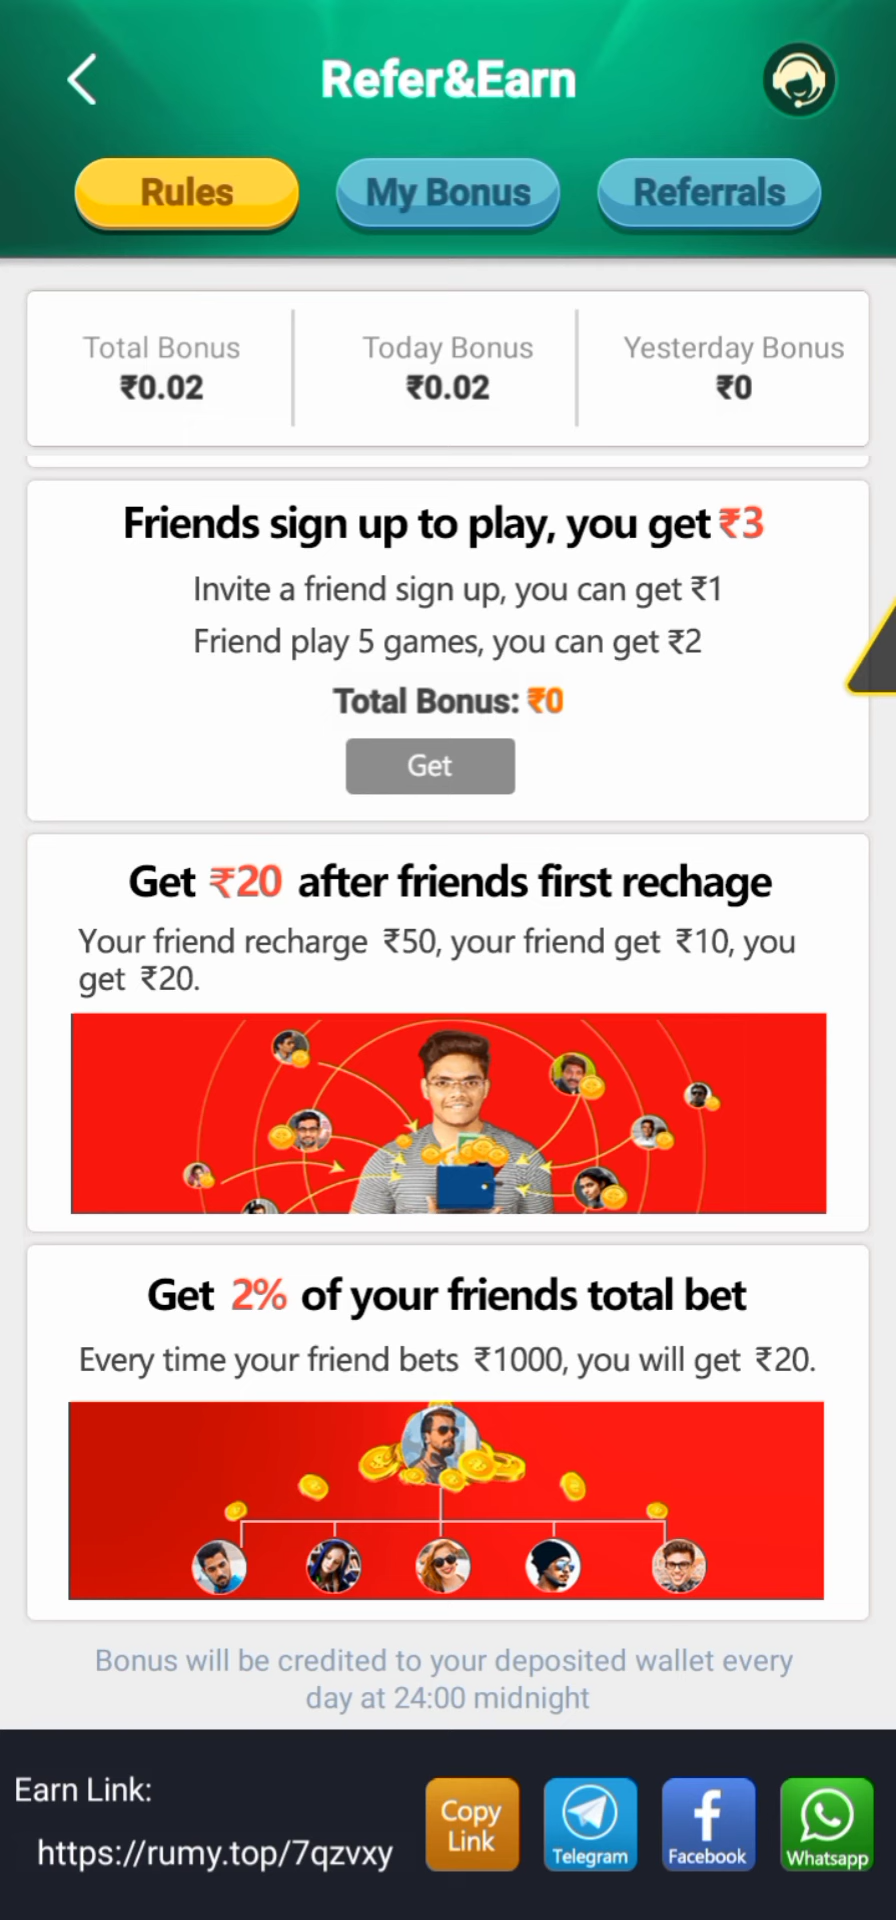 Refer&Earn
Rules
My Bonus
Referrals
Total Bonus
₹0.02
Today Bonus
₹0.02
Yesterday Bonus
₹0
Friends sign up to play, you get ₹3
Invite a friend sign up, you can get ₹1
Friend play 5 games, you can get ₹2
Total Bonus: ₹0
Get
Get ₹20 after friends first rechage
Your friend recharge ₹50, your friend get ₹10, you
get ₹20.
Get 2% of your friends total bet
Every time your friend bets ₹1000, you will get ₹20.
Bonus will be credited to your deposited wallet every
day at 24:00 midnight
Earn Link:
https://rumy.top/7qzvxy
Copy
Link
Telegram
Facebook
Whatsapp